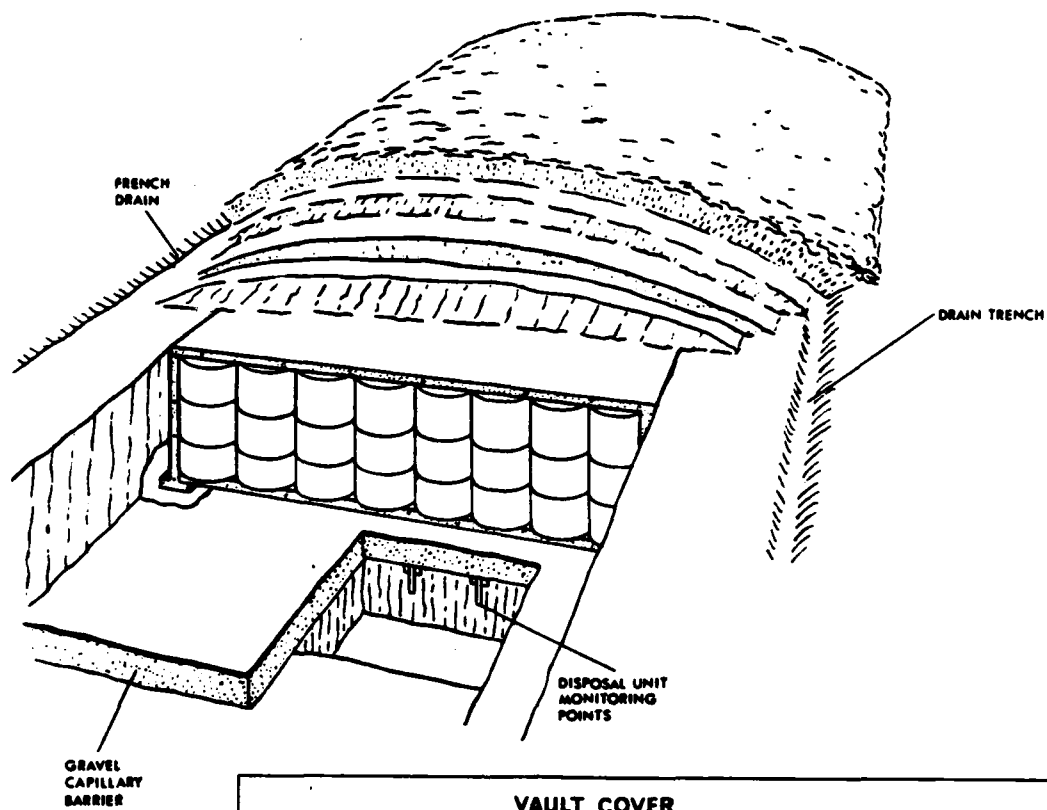 FRENCH
DRAIN
DRAIN TRENCH
DISPOSAL UNIT
MONITORING
POINTS
GRAVEL
CAPILLARY
BARRIER
VAULT COVER